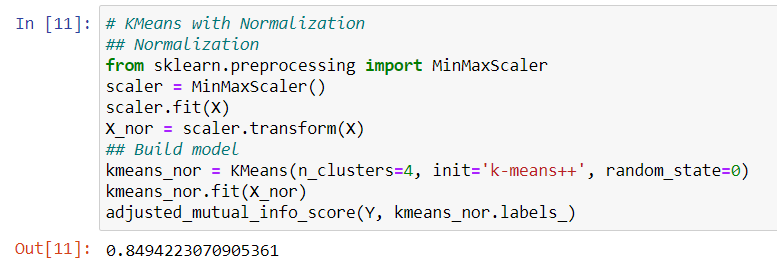 In [11]: # KMeans with Normalization
## Normalization
from sklearn.preprocessing import MinMaxScaler
scaler = MinMaxScaler()
scaler.fit(X)
X_nor = scaler.transform(X)
## Build model
kmeans_nor = KMeans(n_clusters=4, init='k-means++', random_state=0)
kmeans_nor.fit(X_nor)
adjusted_mutual_info_score(Y, kmeans_nor.labels_)
Out[11]: 0.8494223070905361